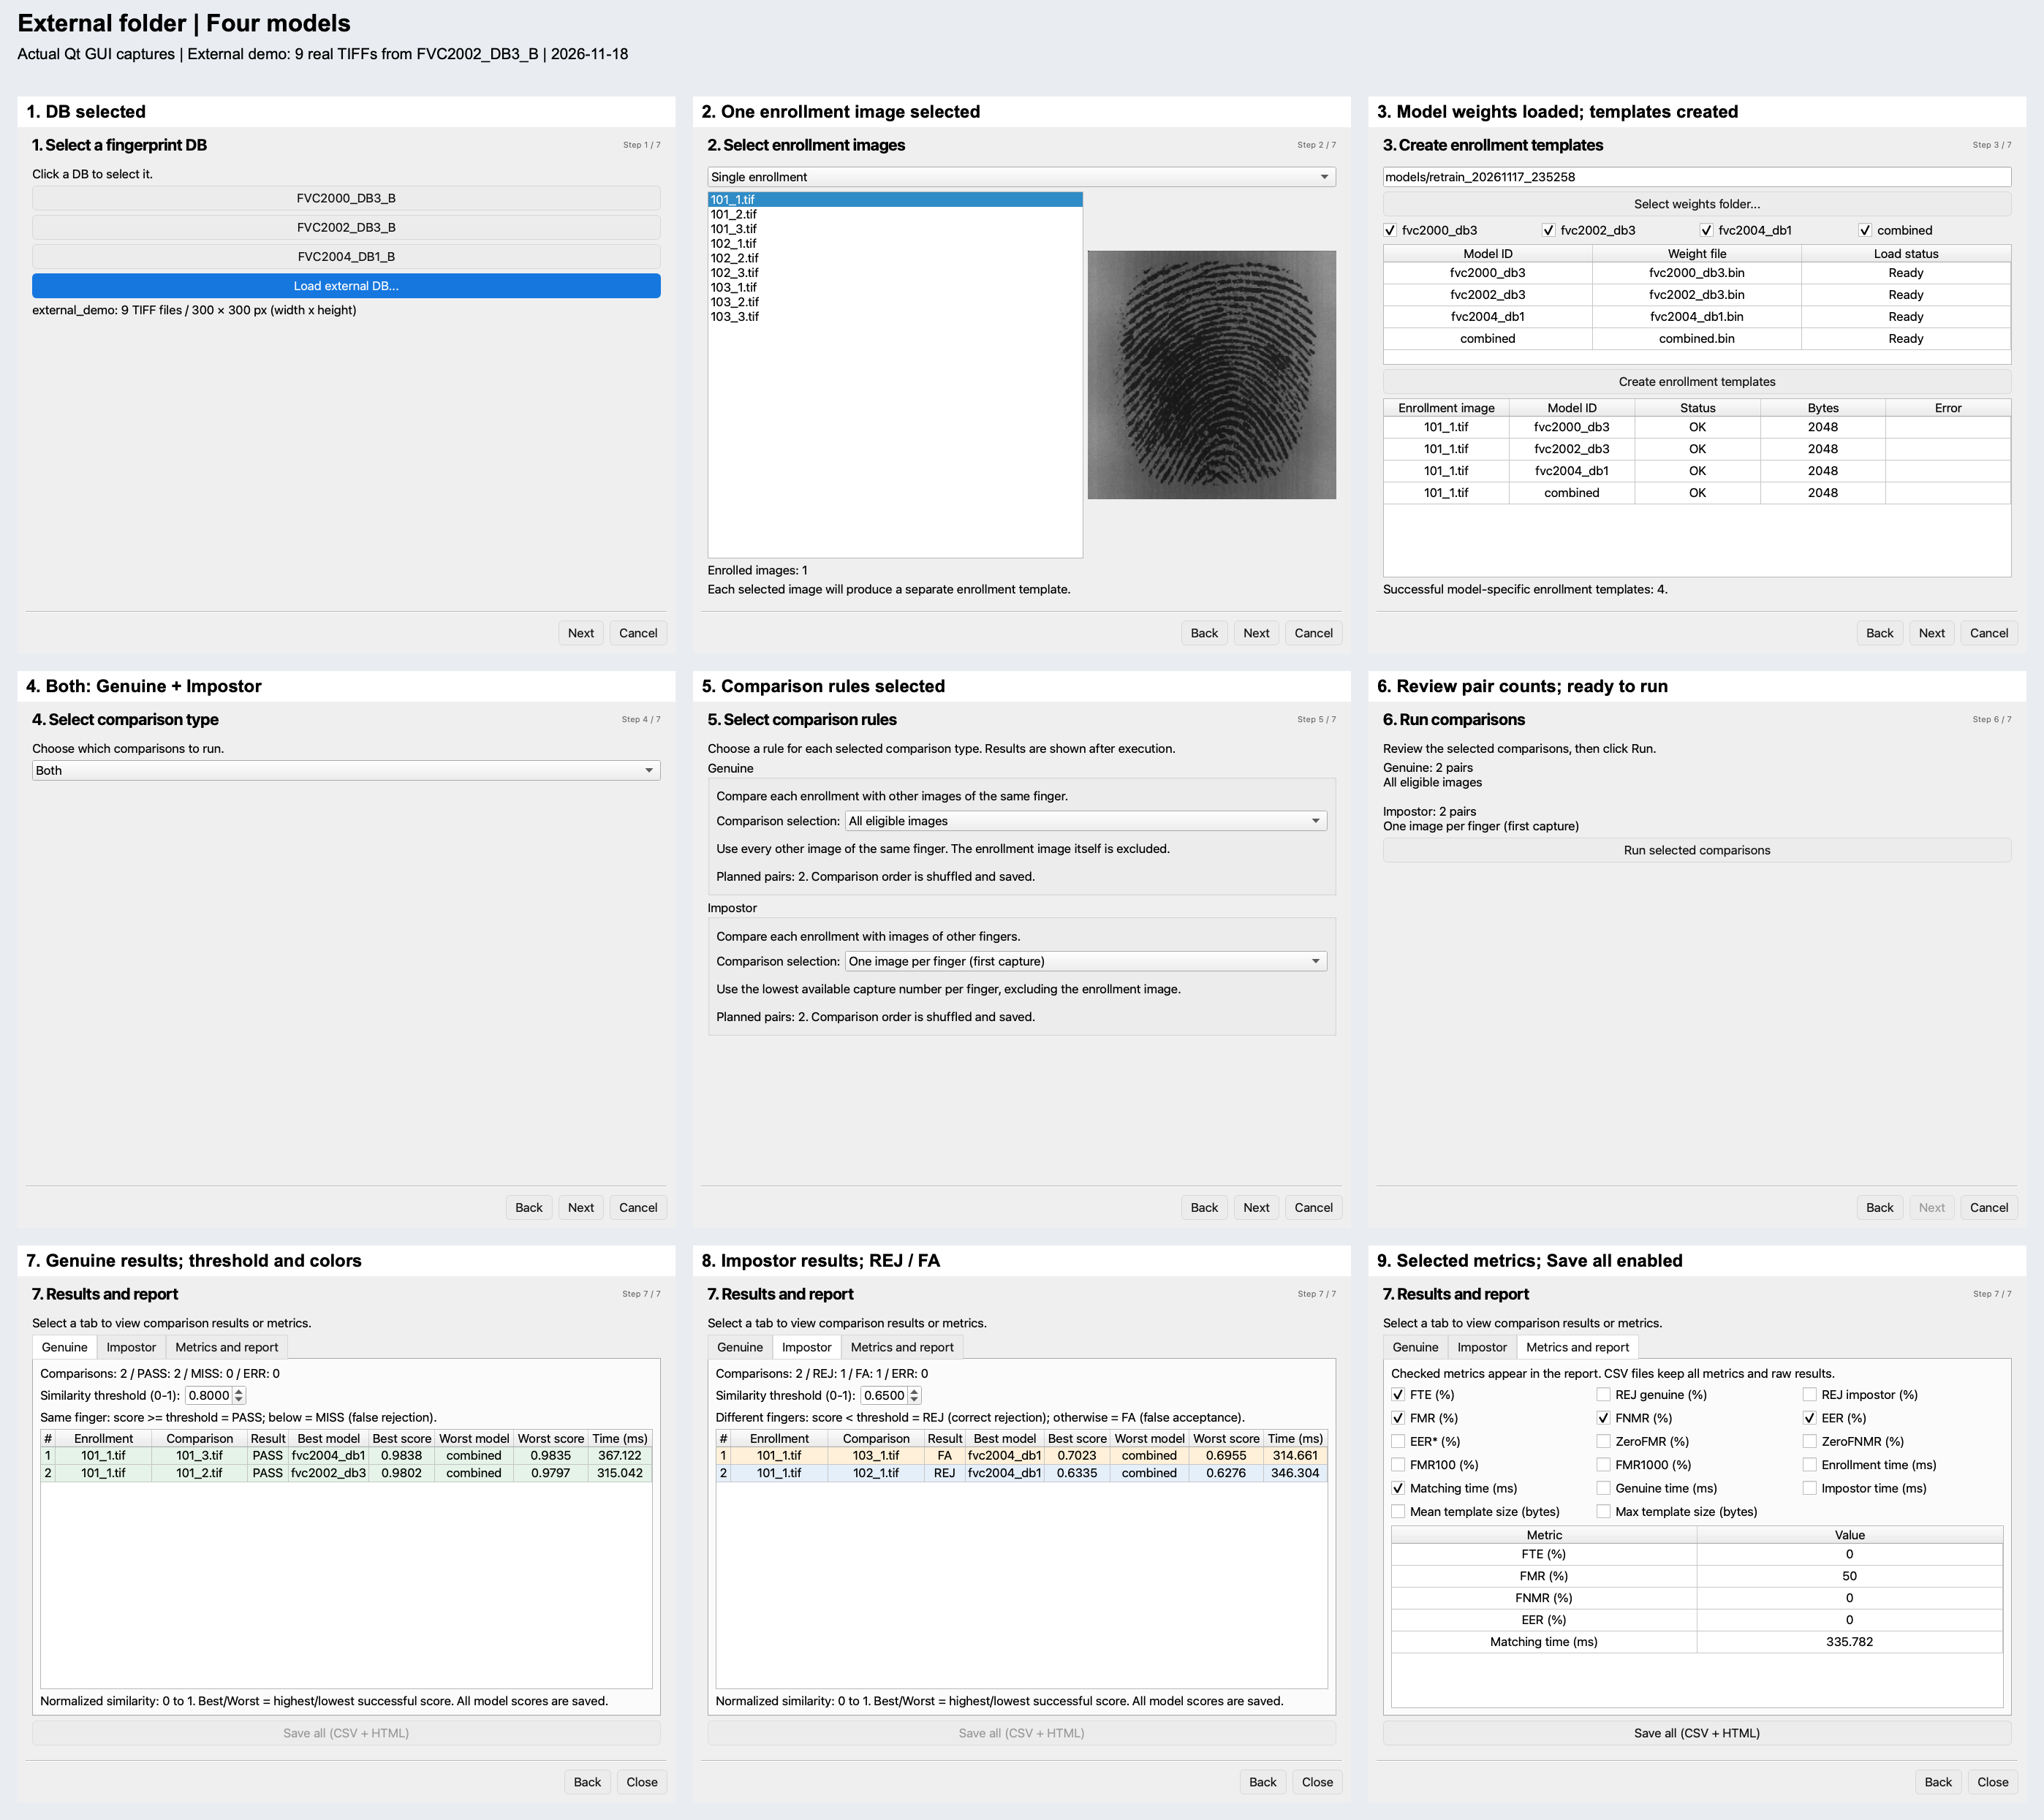 External folder | Four models
Actual Qt GUI captures | External demo: 9 real TIFFs from FVC2002_DB3_B | 2026-11-18
1. DB selected
1. Select a fingerprint DB
Step 1 / 7
Click a DB to select it.
FVC2000_DB3_B
FVC2002_DB3_B
FVC2004_DB1_B
Load external DB...
external_demo: 9 TIFF files / 300 × 300 px (width x height)
Next Cancel
2. One enrollment image selected
2. Select enrollment images
Step 2 / 7
Single enrollment
101_1.tif
101_2.tif
101_3.tif
102_1.tif
102_2.tif
102_3.tif
103_1.tif
103_2.tif
103_3.tif
Enrolled images: 1
Each selected image will produce a separate enrollment template.
Back Next Cancel
3. Model weights loaded; templates created
3. Create enrollment templates
Step 3 / 7
models/retrain_20261117_235258
Select weights folder...
fvc2000_db3 fvc2002_db3 fvc2004_db1 combined
Model ID Weight file Load status
fvc2000_db3 fvc2000_db3.bin Ready
fvc2002_db3 fvc2002_db3.bin Ready
fvc2004_db1 fvc2004_db1.bin Ready
combined combined.bin Ready
Create enrollment templates
Enrollment image Model ID Status Bytes Error
101_1.tif fvc2000_db3 OK 2048
101_1.tif fvc2002_db3 OK 2048
101_1.tif fvc2004_db1 OK 2048
101_1.tif combined OK 2048
Successful model-specific enrollment templates: 4.
Back Next Cancel
4. Both: Genuine + Impostor
4. Select comparison type
Step 4 / 7
Choose which comparisons to run.
Both
Back Next Cancel
5. Comparison rules selected
5. Select comparison rules
Step 5 / 7
Choose a rule for each selected comparison type. Results are shown after execution.
Genuine
Compare each enrollment with other images of the same finger.
Comparison selection: All eligible images
Use every other image of the same finger. The enrollment image itself is excluded.
Planned pairs: 2. Comparison order is shuffled and saved.
Impostor
Compare each enrollment with images of other fingers.
Comparison selection: One image per finger (first capture)
Use the lowest available capture number per finger, excluding the enrollment image.
Planned pairs: 2. Comparison order is shuffled and saved.
Back Next Cancel
6. Review pair counts; ready to run
6. Run comparisons
Step 6 / 7
Review the selected comparisons, then click Run.
Genuine: 2 pairs
All eligible images
Impostor: 2 pairs
One image per finger (first capture)
Run selected comparisons
Back Next Cancel
7. Genuine results; threshold and colors
7. Results and report
Step 7 / 7
Select a tab to view comparison results or metrics.
Genuine Impostor Metrics and report
Comparisons: 2 / PASS: 2 / MISS: 0 / ERR: 0
Similarity threshold (0-1): 0.8000
Same finger: score >= threshold = PASS; below = MISS (false rejection).
# Enrollment Comparison Result Best model Best score Worst model Worst score Time (ms)
1 101_1.tif 101_3.tif PASS fvc2004_db1 0.9838 combined 0.9835 367.122
2 101_1.tif 101_2.tif PASS fvc2002_db3 0.9802 combined 0.9797 315.042
Normalized similarity: 0 to 1. Best/Worst = highest/lowest successful score. All model scores are saved.
Save all (CSV + HTML)
Back Close
8. Impostor results; REJ / FA
7. Results and report
Step 7 / 7
Select a tab to view comparison results or metrics.
Genuine Impostor Metrics and report
Comparisons: 2 / REJ: 1 / FA: 1 / ERR: 0
Similarity threshold (0-1): 0.6500
Different fingers: score < threshold = REJ (correct rejection); otherwise = FA (false acceptance).
# Enrollment Comparison Result Best model Best score Worst model Worst score Time (ms)
1 101_1.tif 103_1.tif FA fvc2004_db1 0.7023 combined 0.6955 314.661
2 101_1.tif 102_1.tif REJ fvc2004_db1 0.6335 combined 0.6276 346.304
Normalized similarity: 0 to 1. Best/Worst = highest/lowest successful score. All model scores are saved.
Save all (CSV + HTML)
Back Close
9. Selected metrics; Save all enabled
7. Results and report
Step 7 / 7
Select a tab to view comparison results or metrics.
Genuine Impostor Metrics and report
Checked metrics appear in the report. CSV files keep all metrics and raw results.
FTE (%) REJ genuine (%) REJ impostor (%)
FMR (%) FNMR (%) EER (%)
EER* (%) ZeroFMR (%) ZeroFNMR (%)
FMR100 (%) FMR1000 (%) Enrollment time (ms)
Matching time (ms) Genuine time (ms) Impostor time (ms)
Mean template size (bytes) Max template size (bytes)
Metric Value
FTE (%) 0
FMR (%) 50
FNMR (%) 0
EER (%) 0
Matching time (ms) 335.782
Save all (CSV + HTML)
Back Close